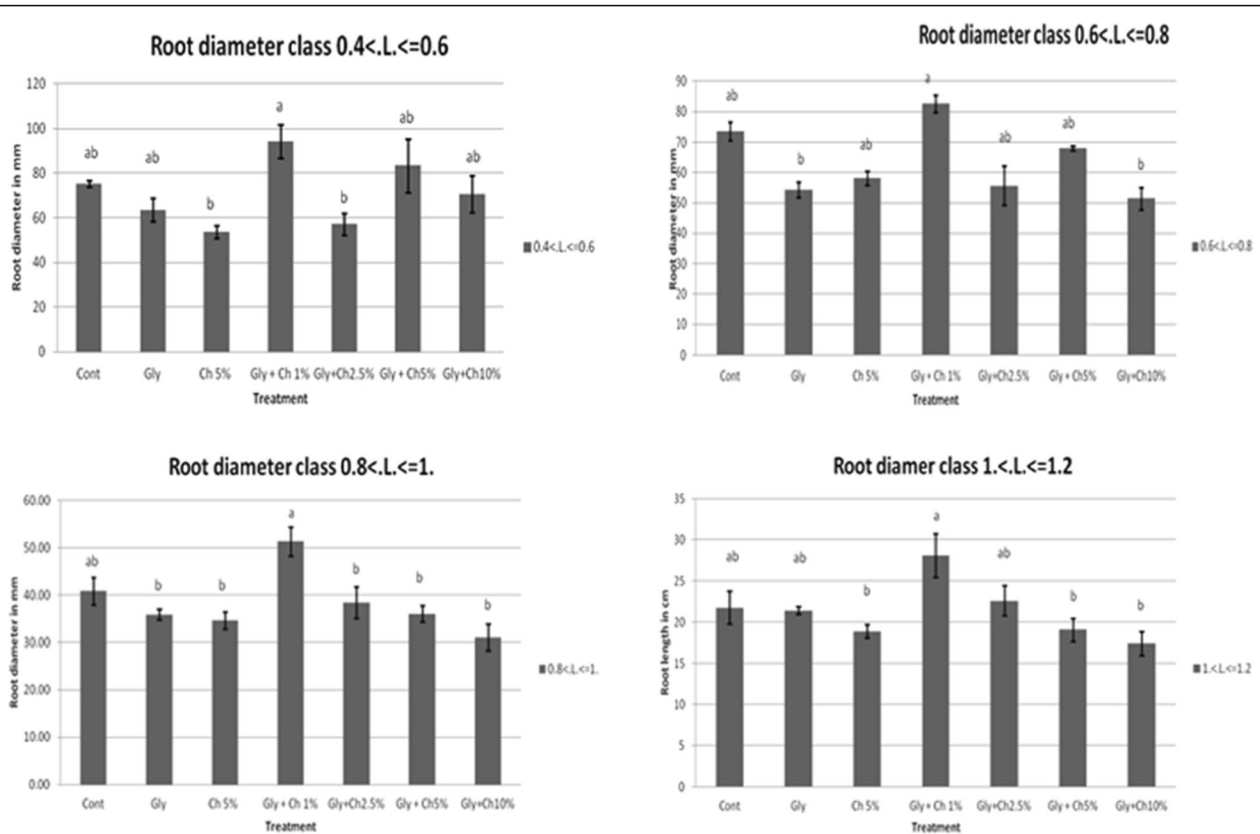 Root diameter class 0.4<.L.<=0.6
120
100
80
60
40
20
0
Root diameter in mm
ab
ab
b
a
b
ab
ab
Cont Gly Ch 5% Gly + Ch 1% Gly+Ch2.5% Gly + Ch5% Gly+Ch10%
Treatment
0.4<.L.<=0.6
Root diameter class 0.6<.L.<=0.8
90
80
70
60
50
40
30
20
10
0
Root diameter in mm
ab
b
ab
a
ab
ab
b
Cont Gly Ch 5% Gly + Ch 1% Gly+Ch2.5% Gly + Ch5% Gly+Ch10%
Treatment
0.6<.L.<=0.8
Root diameter class 0.8<.L.<=1.
60.00
50.00
40.00
30.00
20.00
10.00
0.00
Root diameter in mm
ab
b
b
a
b
b
b
Cont Gly Ch 5% Gly + Ch 1% Gly+Ch2.5% Gly + Ch5% Gly+Ch10%
Treatment
0.8<.L.<=1.
Root diamer class 1.<.L.<=1.2
35
30
25
20
15
10
5
0
Root length in cm
ab
ab
b
a
ab
b
b
Cont Gly Ch 5% Gly + Ch 1% Gly+Ch2.5% Gly + Ch5% Gly+Ch10%
Treatment
1.<.L.<=1.2